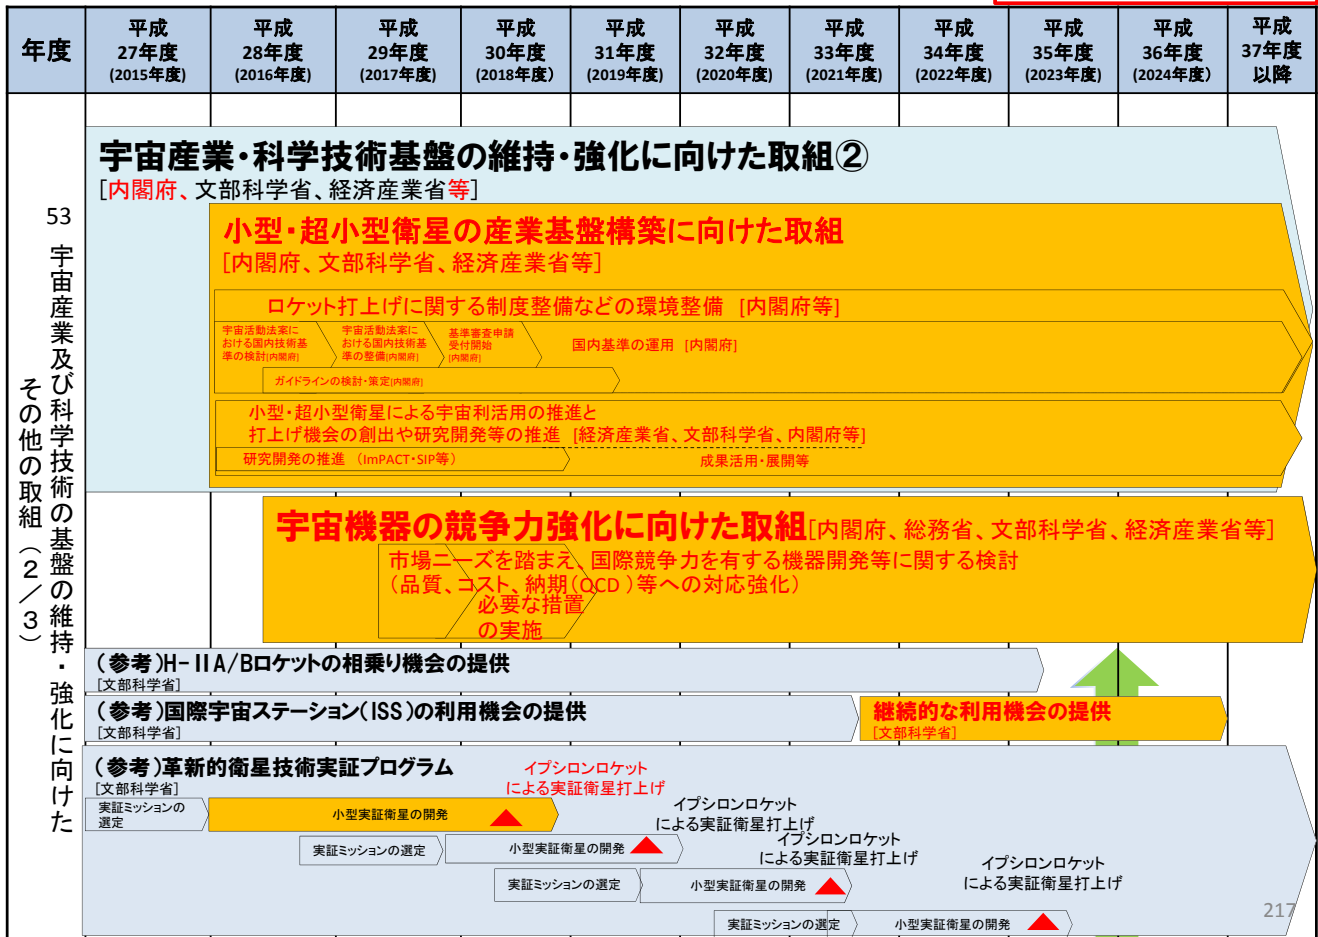 年度
平成
27年度
(2015年度)
平成
28年度
(2016年度)
平成
29年度
(2017年度)
平成
30年度
(2018年度)
平成
31年度
(2019年度)
平成
32年度
(2020年度)
平成
33年度
(2021年度)
平成
34年度
(2022年度)
平成
35年度
(2023年度)
平成
36年度
(2024年度)
平成
37年度
以降
53 宇宙産業及び科学技術の基盤の維持・強化に向けた
その他の取組（2／3）
宇宙産業・科学技術基盤の維持・強化に向けた取組②
[内閣府、文部科学省、経済産業省等]
小型・超小型衛星の産業基盤構築に向けた取組
[内閣府、文部科学省、経済産業省等]
ロケット打上げに関する制度整備などの環境整備 [内閣府等]
宇宙活動法案に
おける国内技術基
準の検討[内閣府]
宇宙活動法案に
おける国内技術基
準の整備[内閣府]
基準審査申請
受付開始
[内閣府]
国内基準の運用 [内閣府]
ガイドラインの検討・策定[内閣府]
小型・超小型衛星による宇宙利活用の推進と
打上げ機会の創出や研究開発等の推進 [経済産業省、文部科学省、内閣府等]
研究開発の推進 （ImPACT・SIP等）
成果活用・展開等
宇宙機器の競争力強化に向けた取組[内閣府、総務省、文部科学省、経済産業省等]
市場ニーズを踏まえ、国際競争力を有する機器開発等に関する検討
（品質、コスト、納期(QCD)等への対応強化）
必要な措置
の実施
（参考）H-ⅡA/Bロケットの相乗り機会の提供
[文部科学省]
（参考）国際宇宙ステーション(ISS)の利用機会の提供
[文部科学省]
継続的な利用機会の提供
[文部科学省]
（参考）革新的衛星技術実証プログラム
[文部科学省]
イプシロンロケット
による実証衛星打上げ
実証ミッションの
選定
小型実証衛星の開発
イプシロンロケット
による実証衛星打上げ
実証ミッションの選定
小型実証衛星の開発
イプシロンロケット
による実証衛星打上げ
実証ミッションの選定
小型実証衛星の開発
イプシロンロケット
による実証衛星打上げ
実証ミッションの選定
小型実証衛星の開発
217